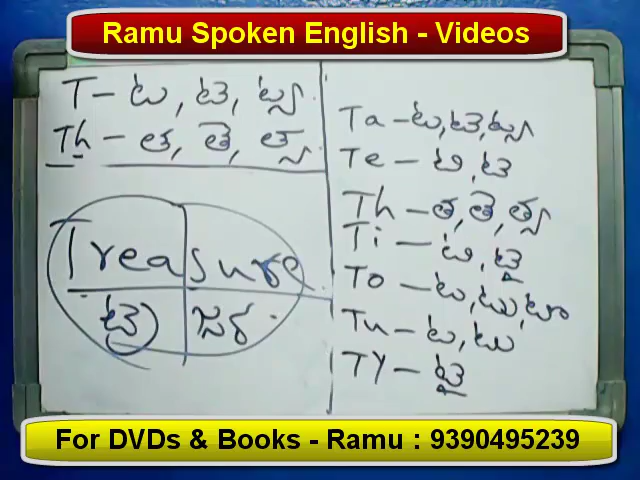 Ramu Spoken English - Videos
T - ట, టె, ట్స
Th - త, తె, త్స
Treasure
టె జర
Ta - ట, టె, ట్స
Te - టి, టె
Th - త, తె, త్స
Ti - టి, టై
To - ట, టు, టూ
Tu - ట, టు
TY - టై
For DVDs & Books - Ramu : 9390495239